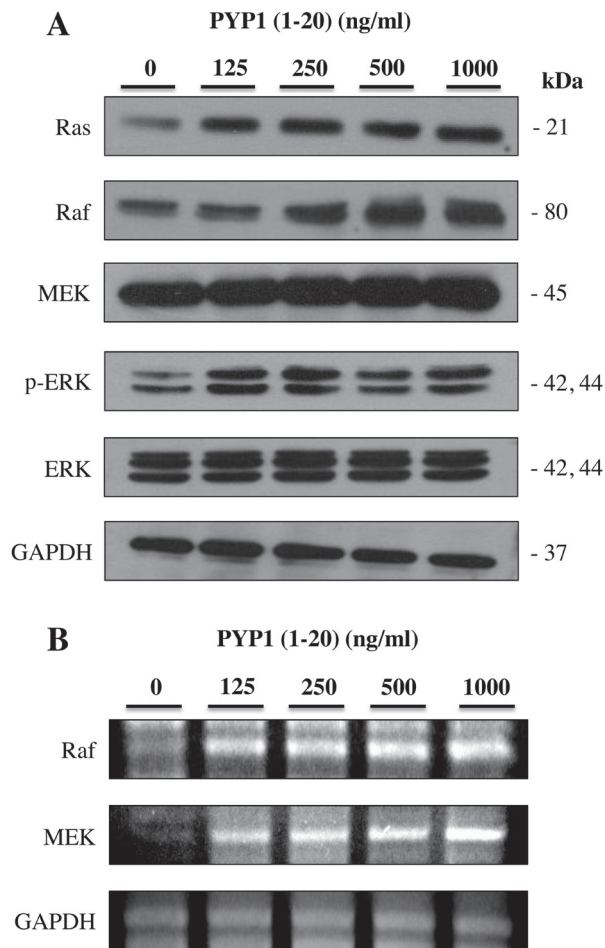 A
PYP1 (1-20) (ng/ml)
0 125 250 500 1000 kDa
Ras - 21
Raf - 80
MEK - 45
p-ERK - 42, 44
ERK - 42, 44
GAPDH - 37
B
PYP1 (1-20) (ng/ml)
0 125 250 500 1000
Raf
MEK
GAPDH